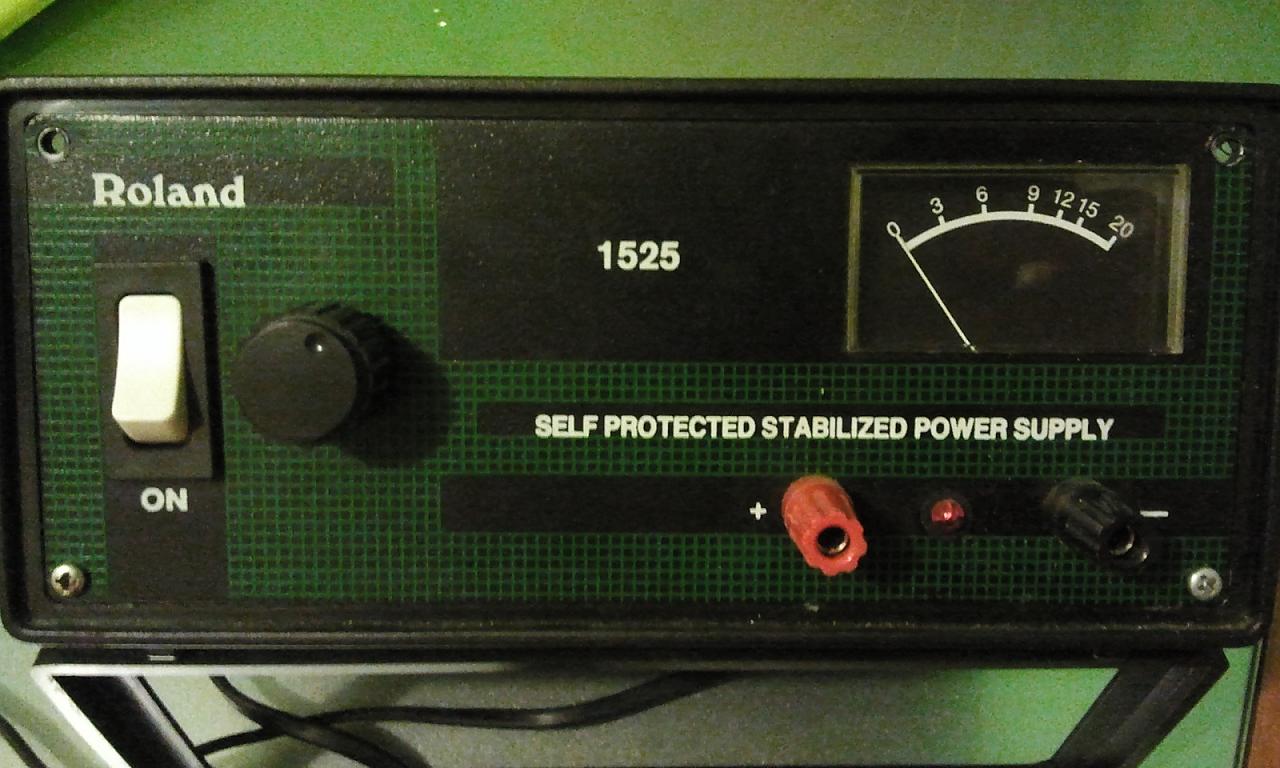 Roland
1525
0 3 6 9 12 15 20
SELF PROTECTED STABILIZED POWER SUPPLY
ON
+ −